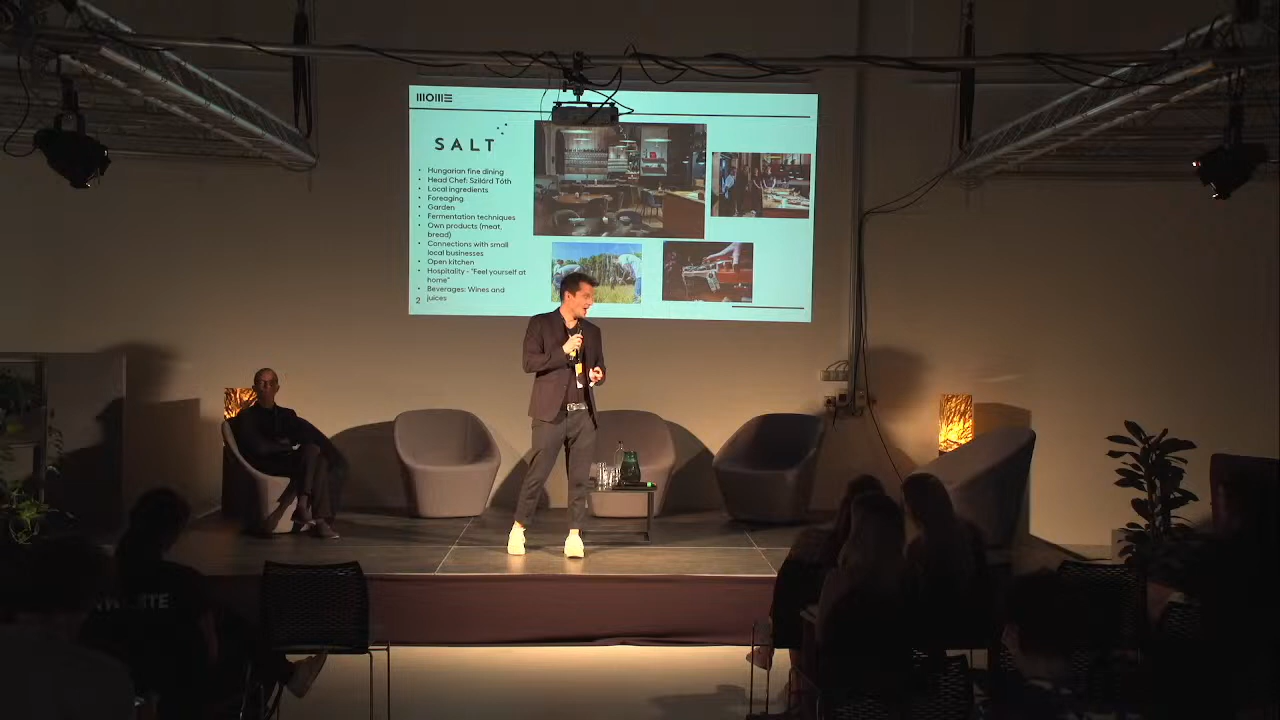 MOME
SALT
• Hungarian fine dining
• Head Chef: Szilárd Tóth
• Local ingredients
• Foreaging
• Garden
• Fermentation techniques
• Own products (meat,
bread)
• Connections with small
local businesses
• Open kitchen
• Hospitality - "Feel yourself at
home"
• Beverages: Wines and
juices
2